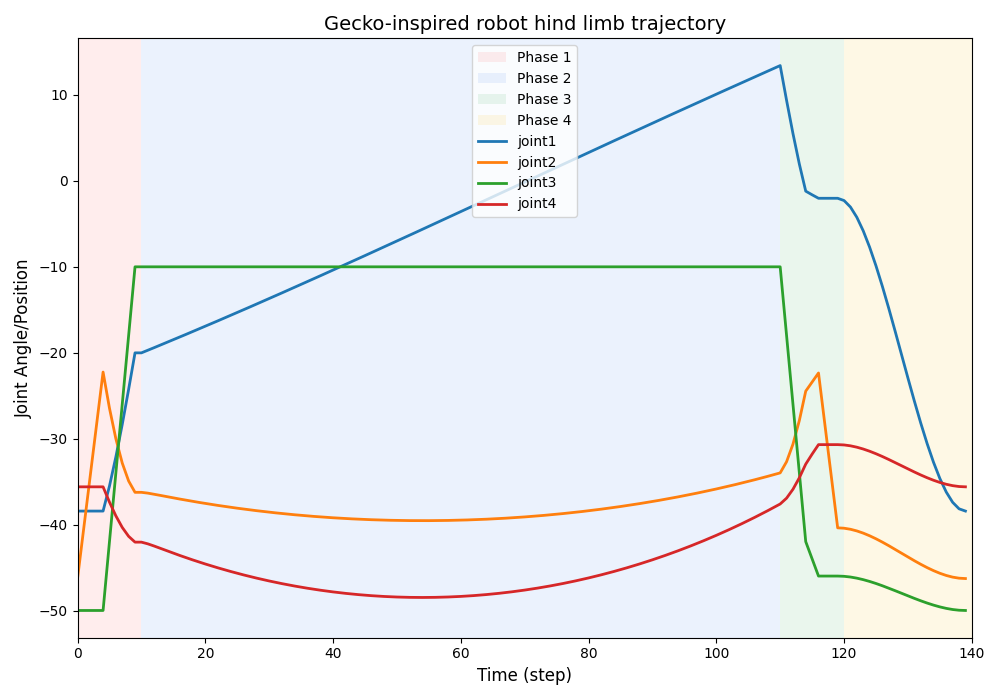 Gecko-inspired robot hind limb trajectory
Phase 1
Phase 2
Phase 3
Phase 4
joint1
joint2
joint3
joint4
Joint Angle/Position
10
0
−10
−20
−30
−40
−50
0 20 40 60 80 100 120 140
Time (step)